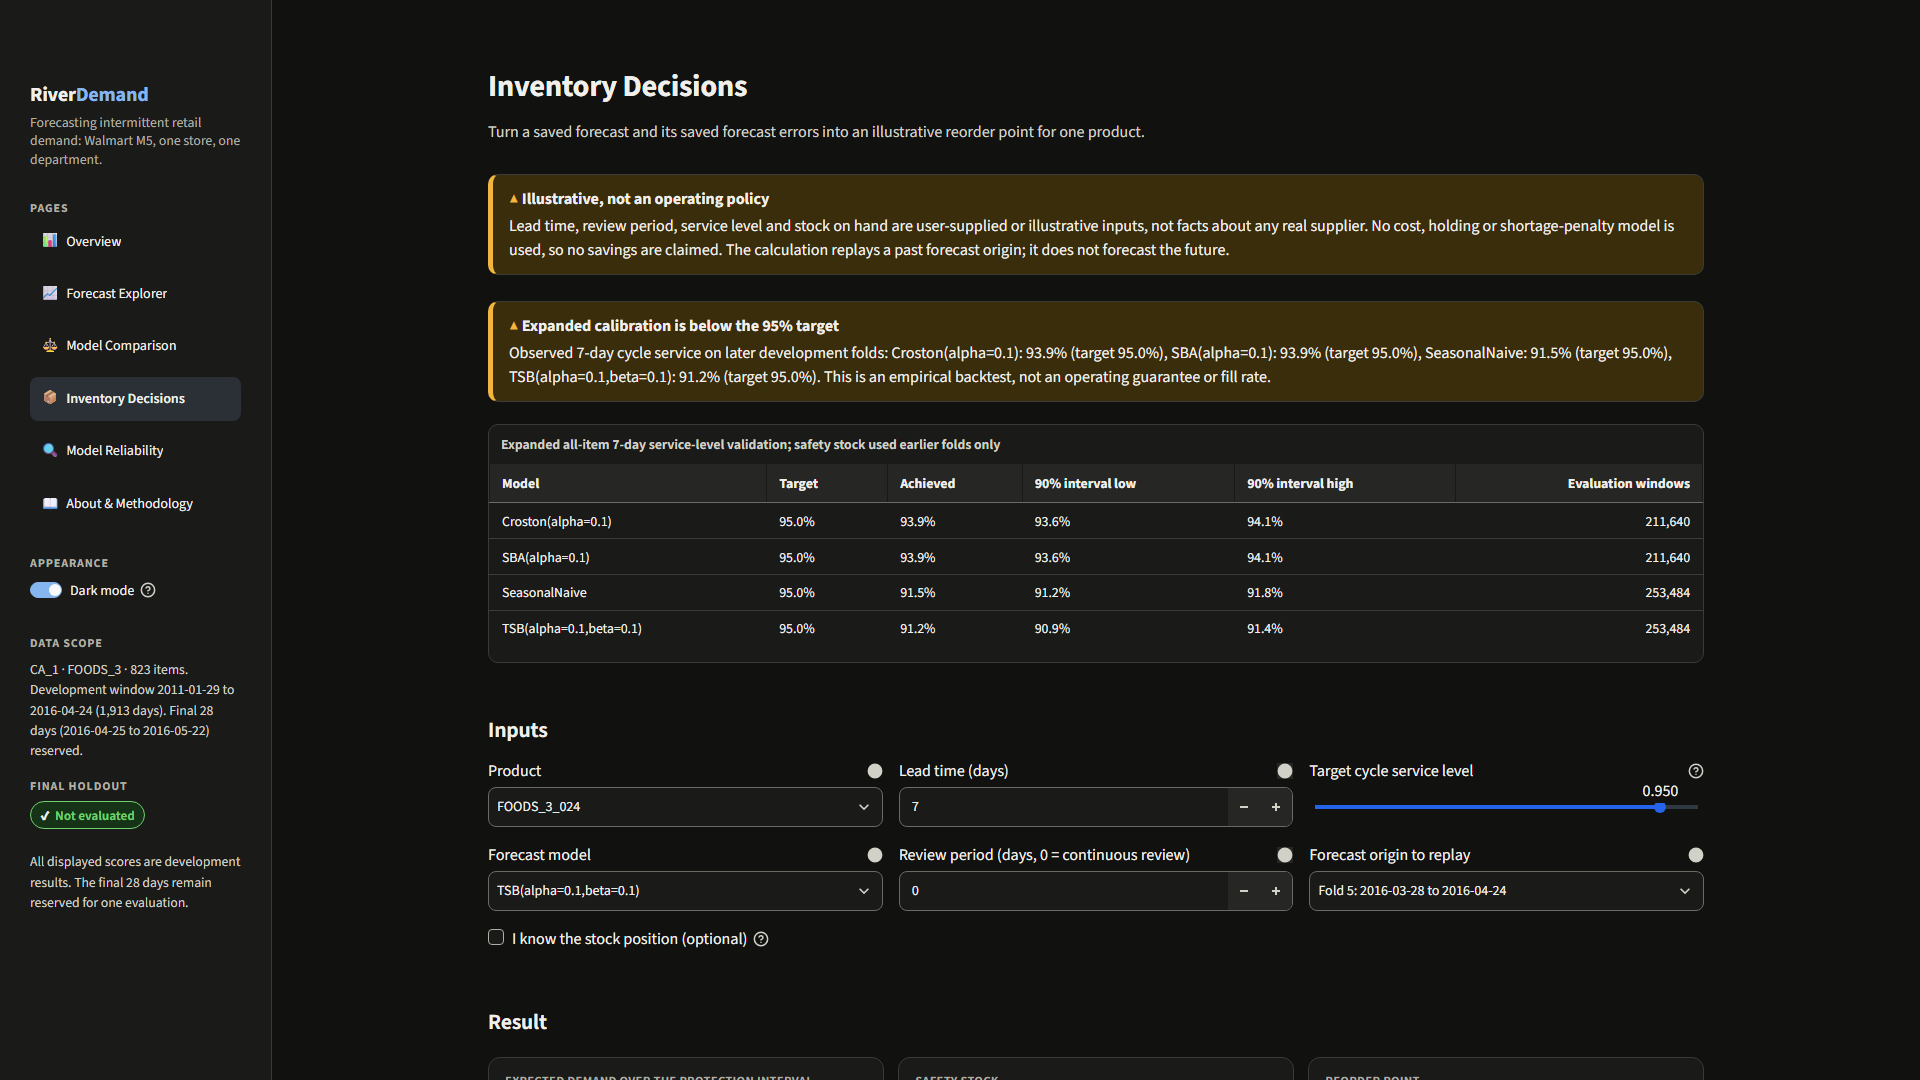 RiverDemand
Forecasting intermittent retail
demand: Walmart M5, one store, one
department.
PAGES
Overview
Forecast Explorer
Model Comparison
Inventory Decisions
Model Reliability
About & Methodology
APPEARANCE
Dark mode
DATA SCOPE
CA_1 · FOODS_3 · 823 items.
Development window 2011-01-29 to
2016-04-24 (1,913 days). Final 28
days (2016-04-25 to 2016-05-22)
reserved.
FINAL HOLDOUT
✓ Not evaluated
All displayed scores are development
results. The final 28 days remain
reserved for one evaluation.
Inventory Decisions
Turn a saved forecast and its saved forecast errors into an illustrative reorder point for one product.
▲ Illustrative, not an operating policy
Lead time, review period, service level and stock on hand are user-supplied or illustrative inputs, not facts about any real supplier. No cost, holding or shortage-penalty model is
used, so no savings are claimed. The calculation replays a past forecast origin; it does not forecast the future.
▲ Expanded calibration is below the 95% target
Observed 7-day cycle service on later development folds: Croston(alpha=0.1): 93.9% (target 95.0%), SBA(alpha=0.1): 93.9% (target 95.0%), SeasonalNaive: 91.5% (target 95.0%),
TSB(alpha=0.1,beta=0.1): 91.2% (target 95.0%). This is an empirical backtest, not an operating guarantee or fill rate.
Expanded all-item 7-day service-level validation; safety stock used earlier folds only
Model Target Achieved 90% interval low 90% interval high Evaluation windows
Croston(alpha=0.1) 95.0% 93.9% 93.6% 94.1% 211,640
SBA(alpha=0.1) 95.0% 93.9% 93.6% 94.1% 211,640
SeasonalNaive 95.0% 91.5% 91.2% 91.8% 253,484
TSB(alpha=0.1,beta=0.1) 95.0% 91.2% 90.9% 91.4% 253,484
Inputs
Product Lead time (days) Target cycle service level
0.950
FOODS_3_024 7
Forecast model Review period (days, 0 = continuous review) Forecast origin to replay
TSB(alpha=0.1,beta=0.1) 0 Fold 5: 2016-03-28 to 2016-04-24
I know the stock position (optional)
Result
EXPECTED DEMAND OVER THE PROTECTION INTERVAL SAFETY STOCK REORDER POINT